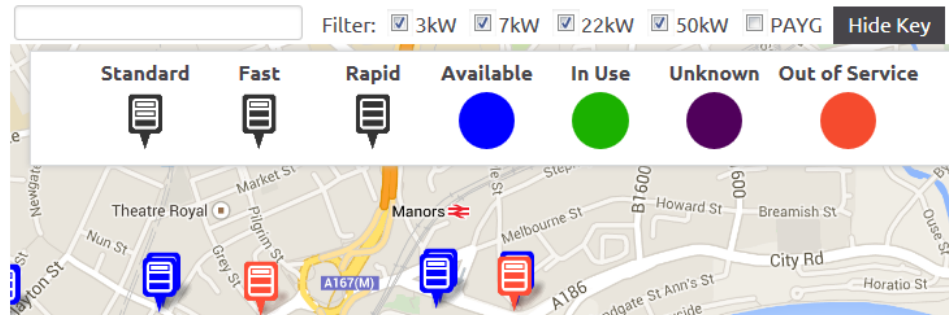 Filter: 3kW 7kW 22kW 50kW PAYG Hide Key
Standard Fast Rapid Available In Use Unknown Out of Service
Newgate
Market St
Theatre Royal
Pilgrim St
Manors
Melbourne St
B1600
Howard St
Breamish St
Ouse St
Nun St
Grey St
A167(M)
City Rd
A186
Horatio St